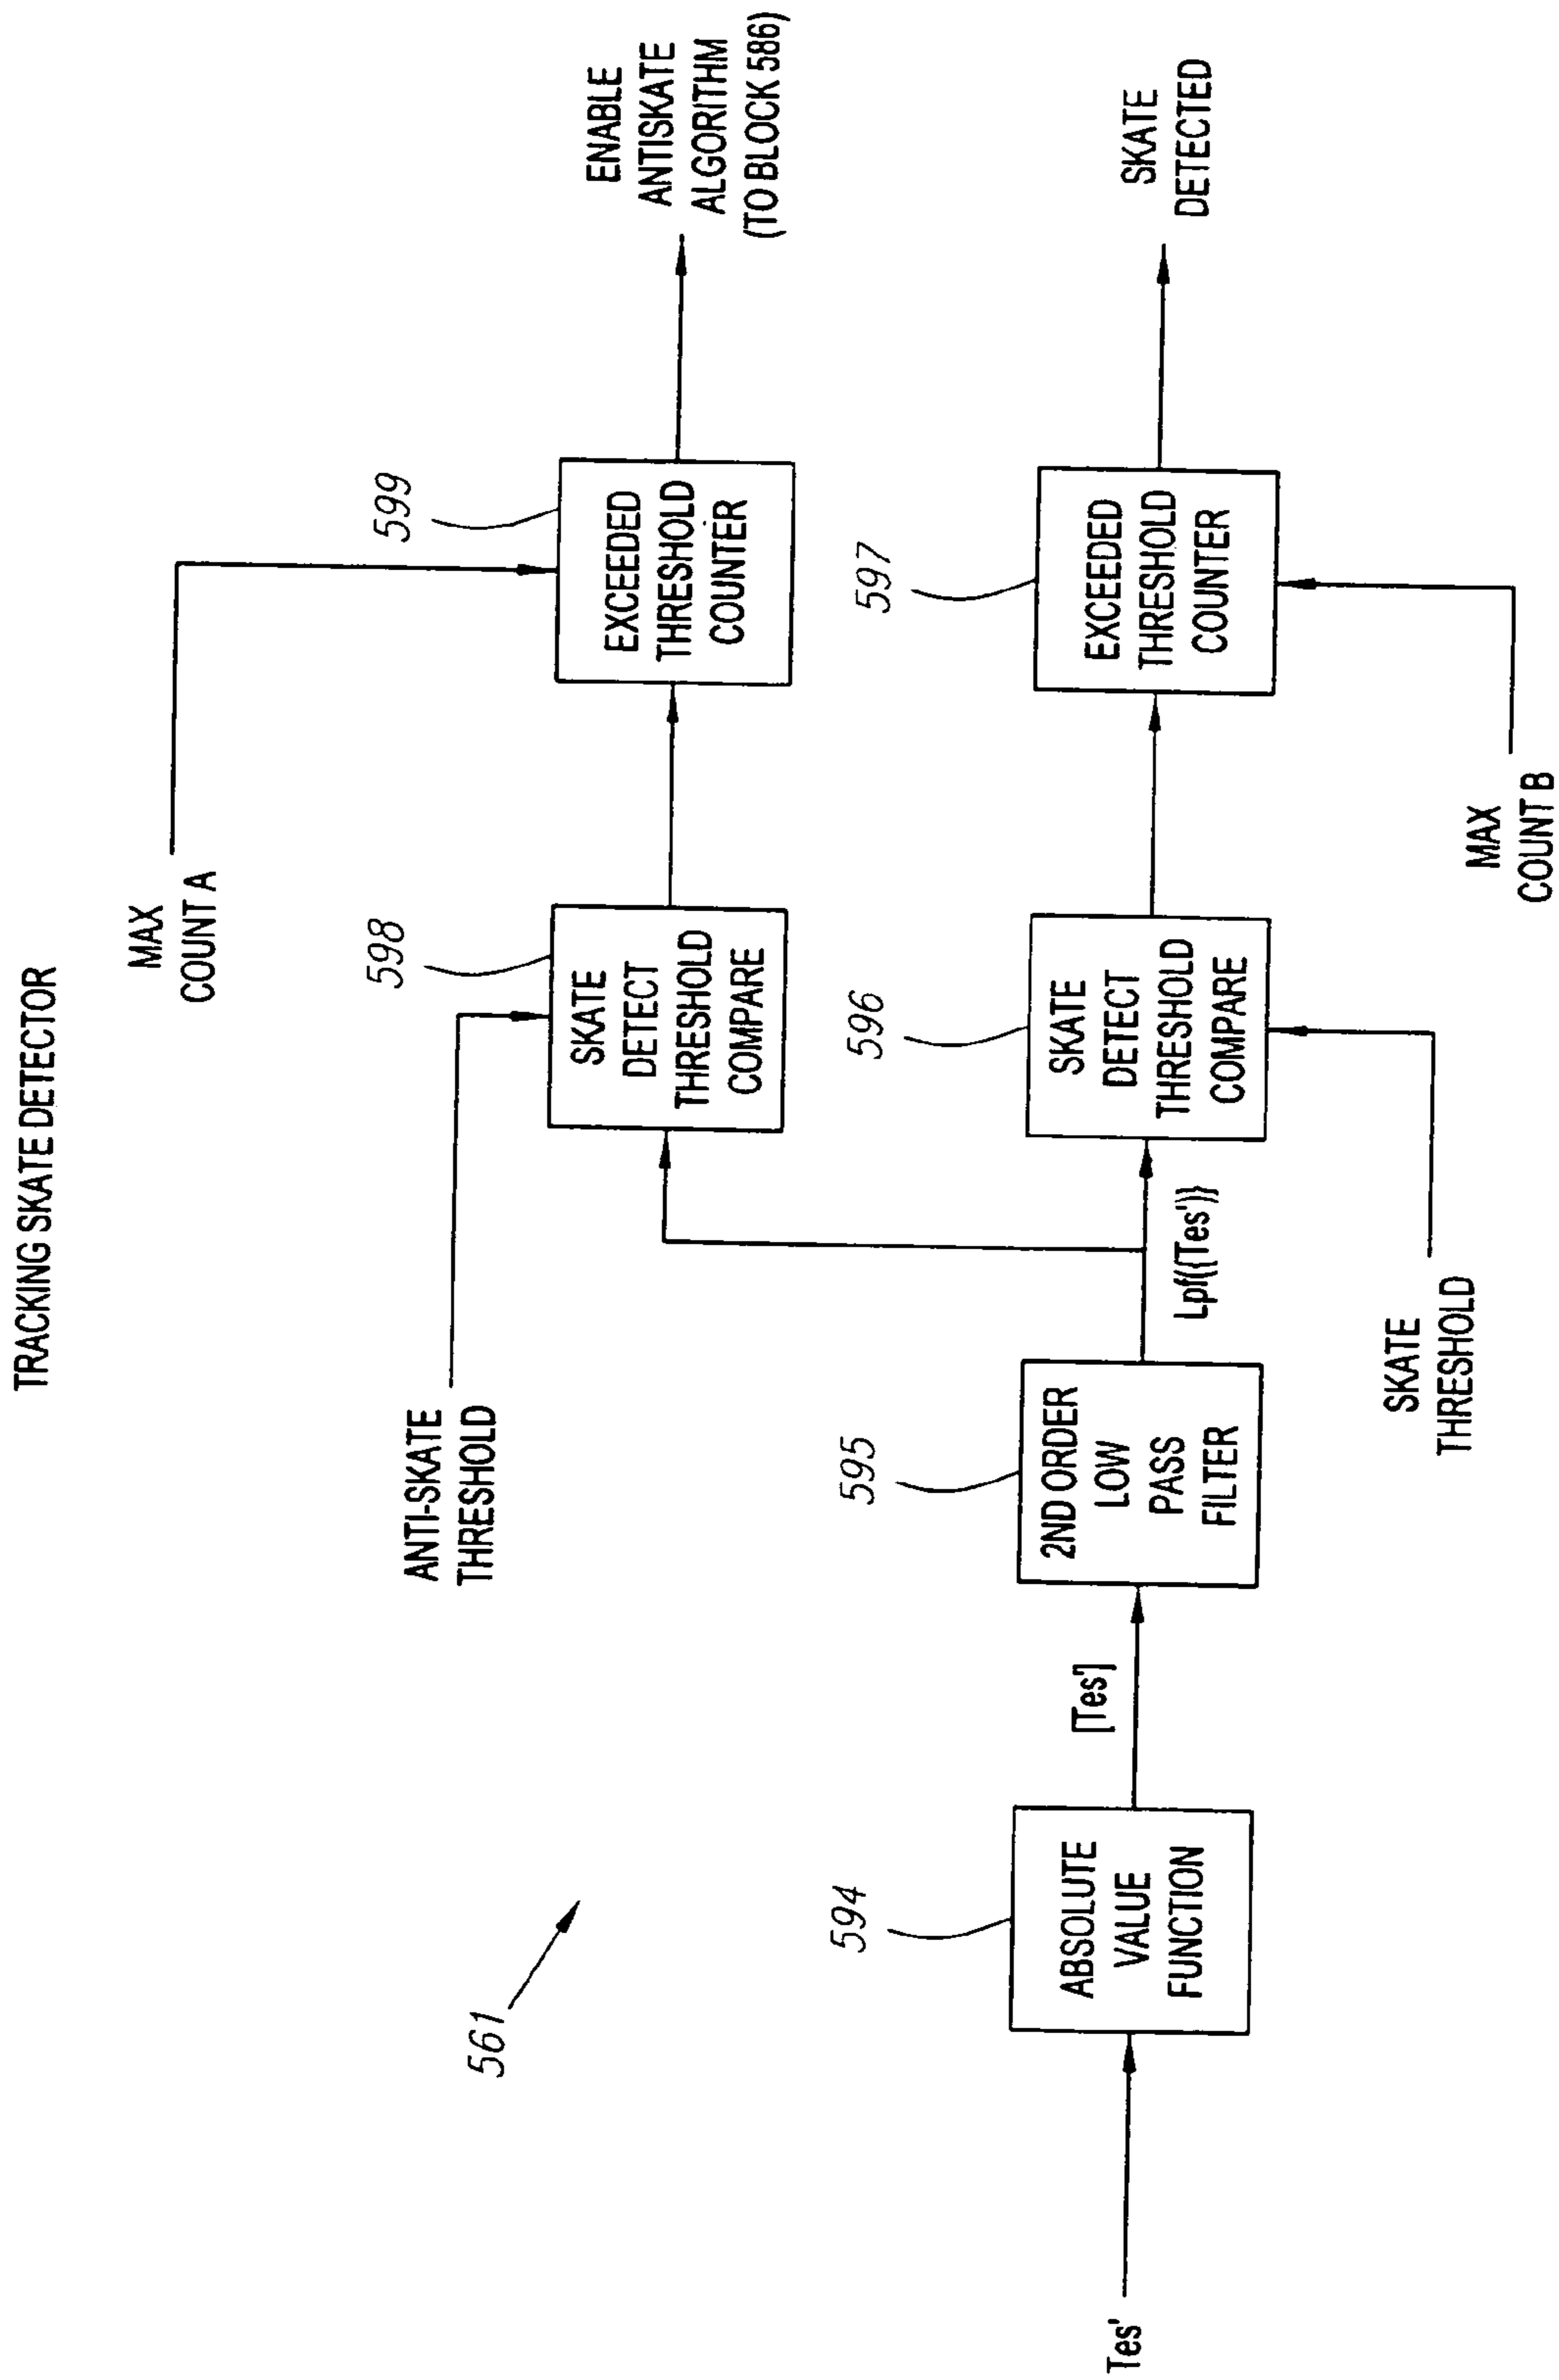 TRACKING SKATE DETECTOR
MAX
COUNT A
ANTI-SKATE
THRESHOLD
598
SKATE
DETECT
THRESHOLD
COMPARE
599
EXCEEDED
THRESHOLD
COUNTER
ENABLE
ANTISKATE
ALGORITHM
(TO BLOCK 586)
561
Tes'
594
ABSOLUTE
VALUE
FUNCTION
[Tes']
595
2ND ORDER
LOW
PASS
FILTER
Lpf((Tes'))
596
SKATE
DETECT
THRESHOLD
COMPARE
597
EXCEEDED
THRESHOLD
COUNTER
SKATE
DETECTED
SKATE
THRESHOLD
MAX
COUNT B